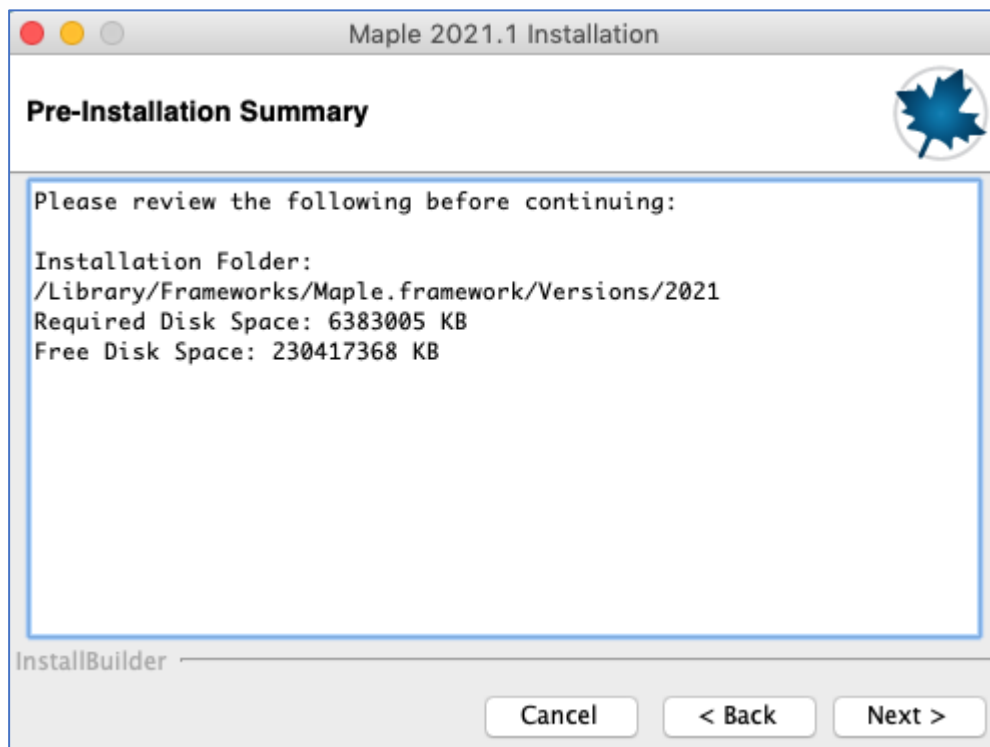 Maple 2021.1 Installation
Pre-Installation Summary
Please review the following before continuing:
Installation Folder:
/Library/Frameworks/Maple.framework/Versions/2021
Required Disk Space: 6383005 KB
Free Disk Space: 230417368 KB
InstallBuilder
Cancel
< Back
Next >